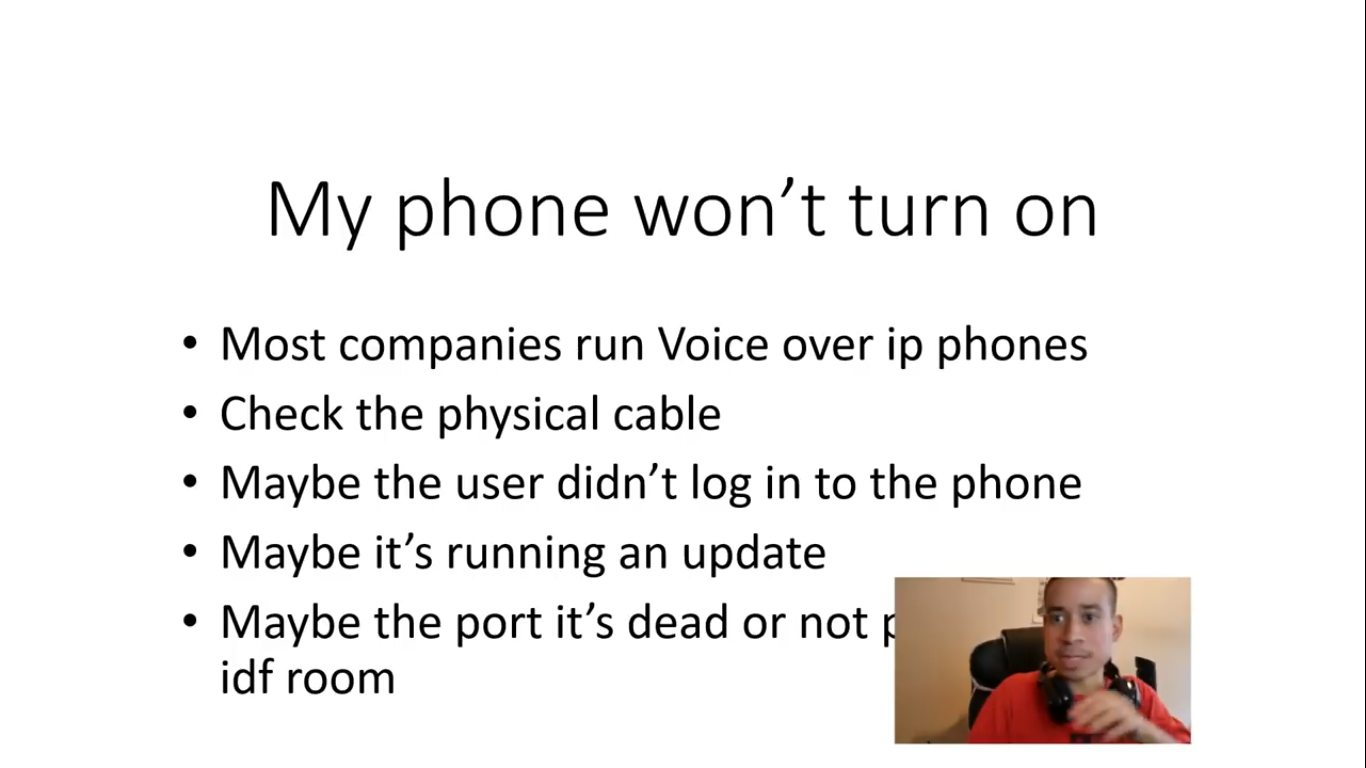 My phone won’t turn on
• Most companies run Voice over ip phones
• Check the physical cable
• Maybe the user didn’t log in to the phone
• Maybe it’s running an update
• Maybe the port it’s dead or not
idf room